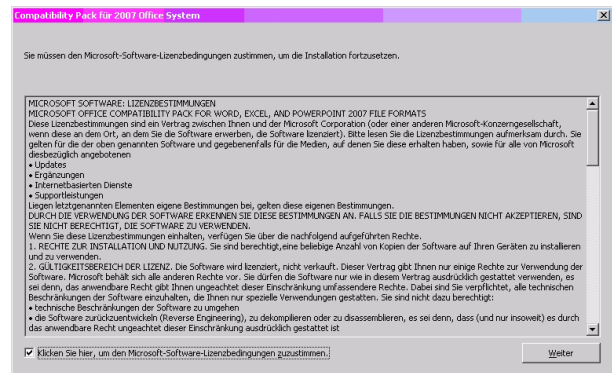 Compatibility Pack für 2007 Office System
Sie müssen den Microsoft-Software-Lizenzbedingungen zustimmen, um die Installation fortzusetzen.
MICROSOFT SOFTWARE: LIZENZBESTIMMUNGEN
MICROSOFT OFFICE COMPATIBILITY PACK FOR WORD, EXCEL, AND POWERPOINT 2007 FILE FORMATS
Diese Lizenzbestimmungen sind ein Vertrag zwischen Ihnen und der Microsoft Corporation (oder einer anderen Microsoft-Konzerngesellschaft,
wenn diese an dem Ort, an dem Sie die Software erwerben, die Software lizenziert). Bitte lesen Sie die Lizenzbestimmungen aufmerksam durch. Sie
gelten für die der oben genannten Software und gegebenenfalls für die Medien, auf denen Sie diese erhalten haben, sowie für alle von Microsoft
diesbezüglich angebotenen
• Updates
• Ergänzungen
• Internetbasierten Dienste
• Supportleistungen
Liegen letztgenannten Elementen eigene Bestimmungen bei, gelten diese eigenen Bestimmungen.
DURCH DIE VERWENDUNG DER SOFTWARE ERKENNEN SIE DIESE BESTIMMUNGEN AN. FALLS SIE DIE BESTIMMUNGEN NICHT AKZEPTIEREN, SIND
SIE NICHT BERECHTIGT, DIE SOFTWARE ZU VERWENDEN.
Wenn Sie diese Lizenzbestimmungen einhalten, verfügen Sie über die nachfolgend aufgeführten Rechte.
1. RECHTE ZUR INSTALLATION UND NUTZUNG. Sie sind berechtigt,eine beliebige Anzahl von Kopien der Software auf Ihren Geräten zu installieren
und zu verwenden.
2. GÜLTIGKEITSBEREICH DER LIZENZ. Die Software wird lizenziert, nicht verkauft. Dieser Vertrag gibt Ihnen nur einige Rechte zur Verwendung der
Software. Microsoft behält sich alle anderen Rechte vor. Sie dürfen die Software nur wie in diesem Vertrag ausdrücklich gestattet verwenden, es
sei denn, das anwendbare Recht gibt Ihnen ungeachtet dieser Einschränkung umfassendere Rechte. Dabei sind Sie verpflichtet, alle technischen
Beschränkungen der Software einzuhalten, die Ihnen nur spezielle Verwendungen gestatten. Sie sind nicht dazu berechtigt:
• technische Beschränkungen der Software zu umgehen
• die Software zurückzuentwickeln (Reverse Engineering), zu dekompilieren oder zu disassemblieren, es sei denn, dass (und nur insoweit) es durch
das anwendbare Recht ungeachtet dieser Einschränkung ausdrücklich gestattet ist
Klicken Sie hier, um den Microsoft-Software-Lizenzbedingungen zuzustimmen.
Weiter